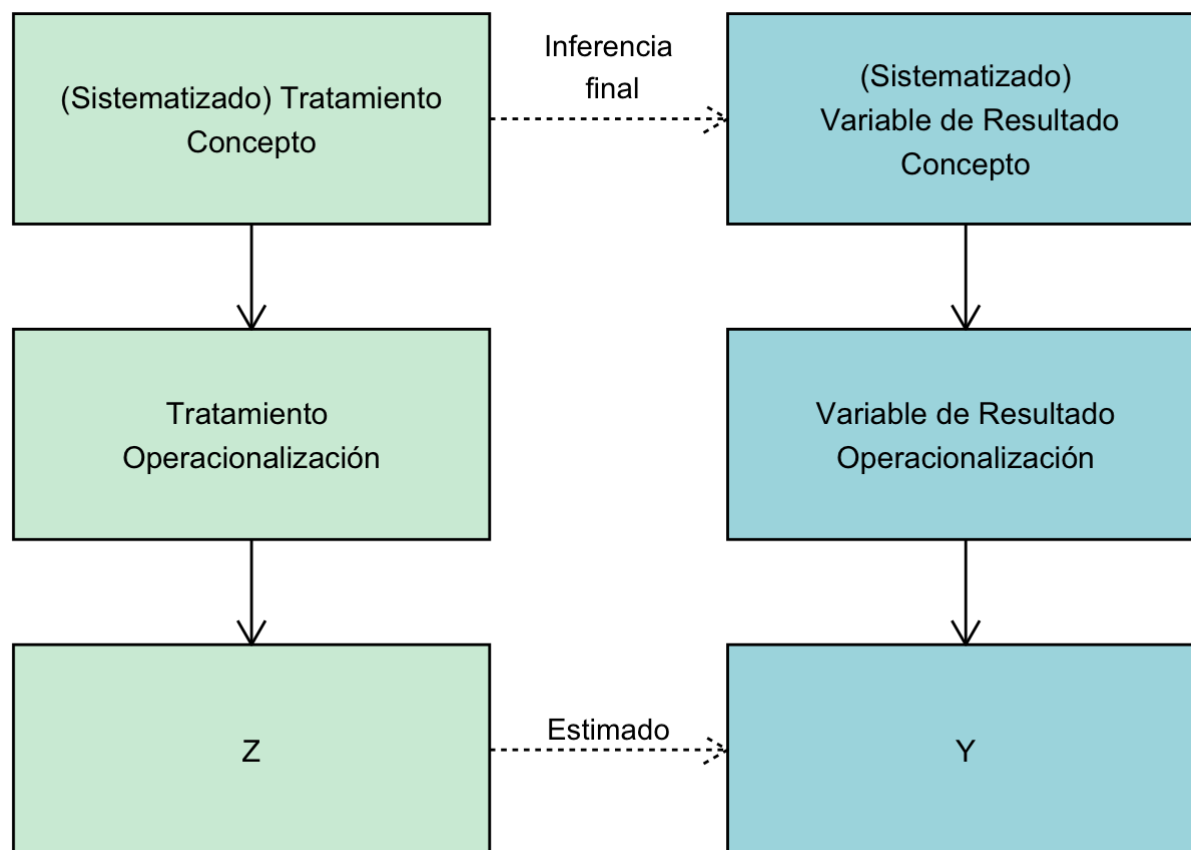 (Sistematizado) Tratamiento
Concepto
Inferencia
final
(Sistematizado)
Variable de Resultado
Concepto
Tratamiento
Operacionalización
Variable de Resultado
Operacionalización
Z
Estimado
Y